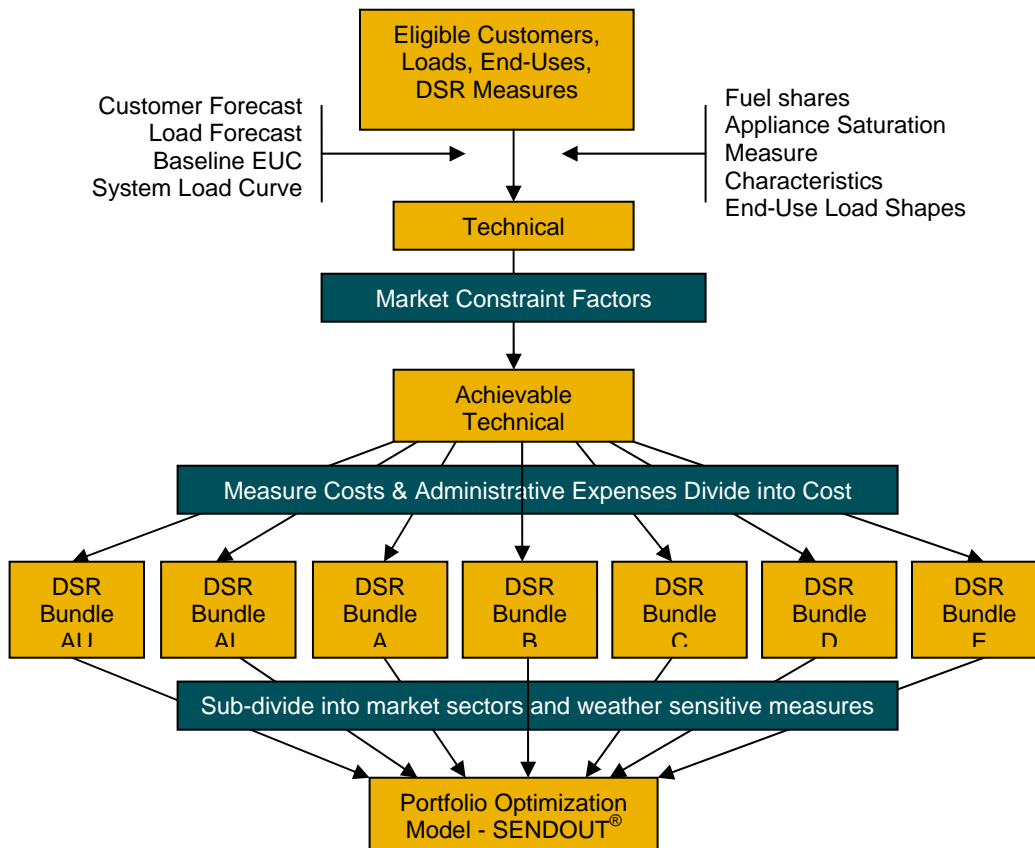 Eligible Customers,
Loads, End-Uses,
DSR Measures
Customer Forecast
Load Forecast
Baseline EUC
System Load Curve
Fuel shares
Appliance Saturation
Measure
Characteristics
End-Use Load Shapes
Technical
Market Constraint Factors
Achievable
Technical
Measure Costs & Administrative Expenses Divide into Cost
DSR
Bundle
AU
DSR
Bundle
DSR
Bundle
A
DSR
Bundle
B
DSR
Bundle
C
DSR
Bundle
D
DSR
Bundle
Sub-divide into market sectors and weather sensitive measures
Portfolio Optimization
Model - SENDOUT®